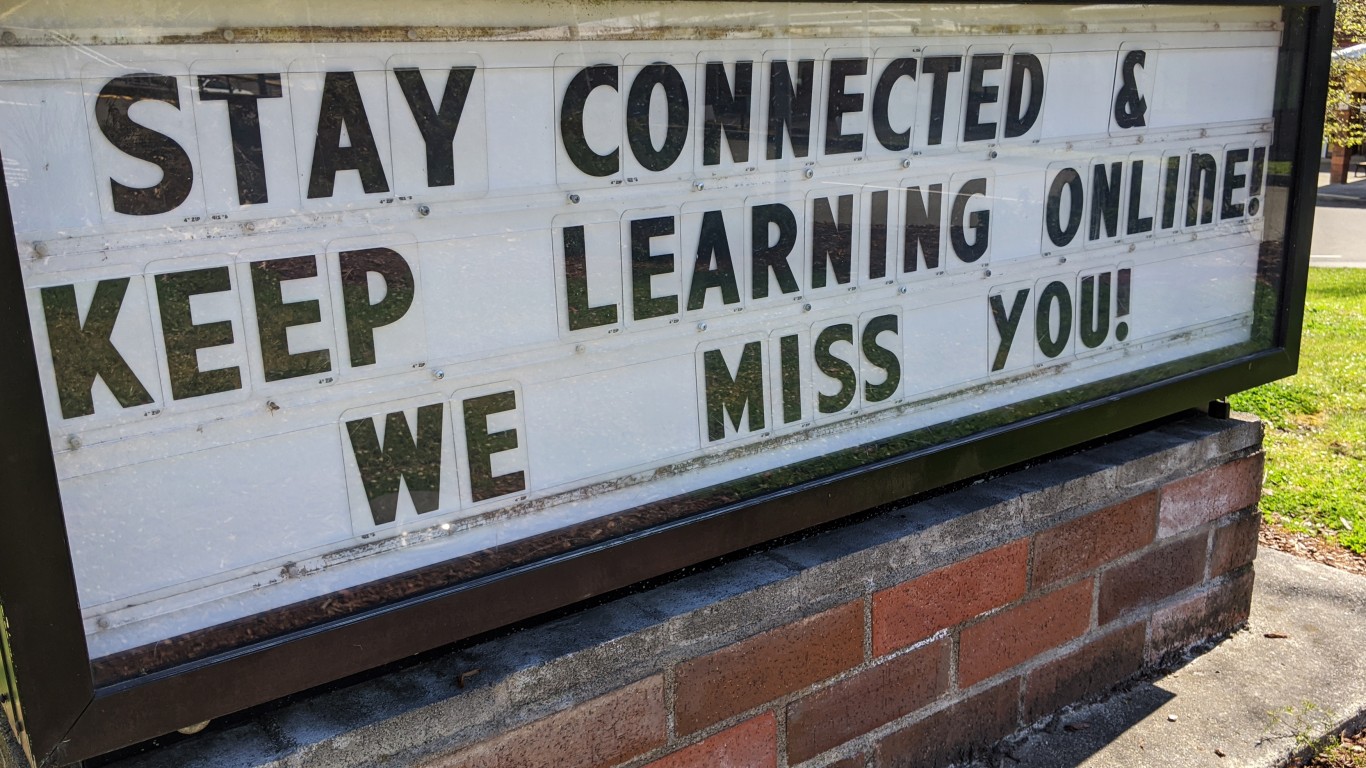 STAY CONNECTED &
KEEP LEARNING ONLINE!
WE MISS YOU!